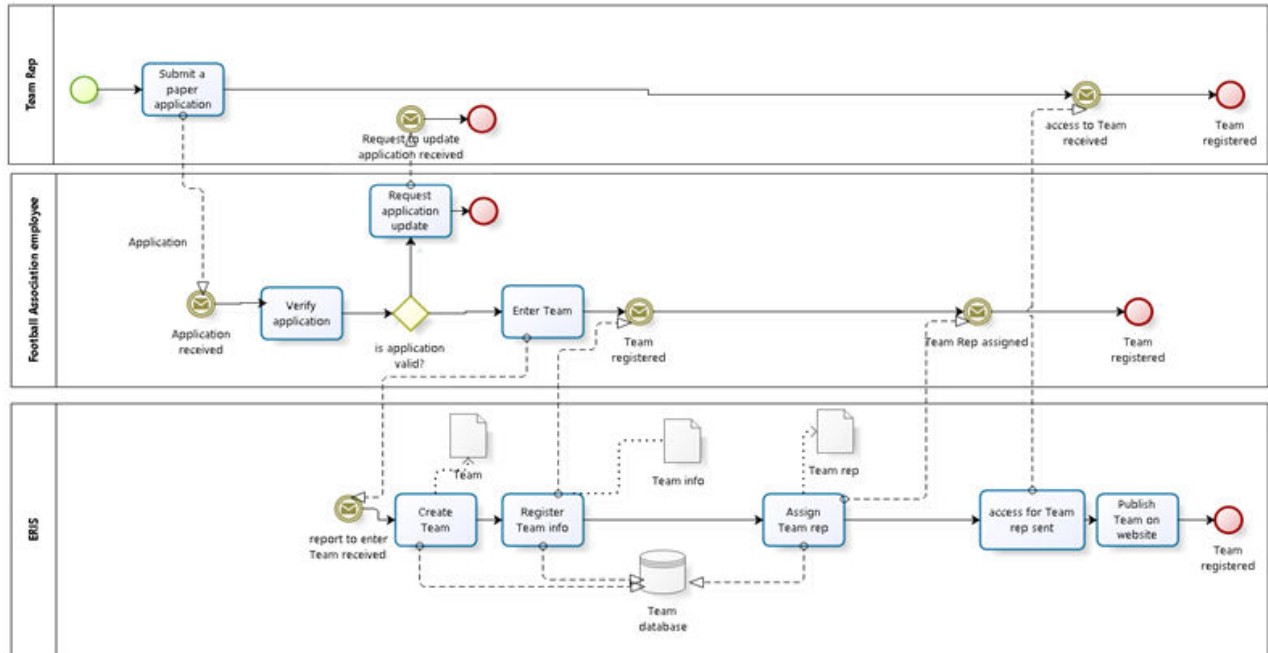 Team Rep
Submit a
paper
application
Request to update
application received
access to Team
received
Team
registered
Football Association employee
Request
application
update
Application
Application
received
Verify
application
is application
valid?
Enter Team
Team
registered
Team Rep assigned
Team
registered
ERIS
report to enter
Team received
Create
Team
Team
Register
Team info
Team info
Team
database
Assign
Team rep
Team rep
access for Team
rep sent
Publish
Team on
website
Team
registered